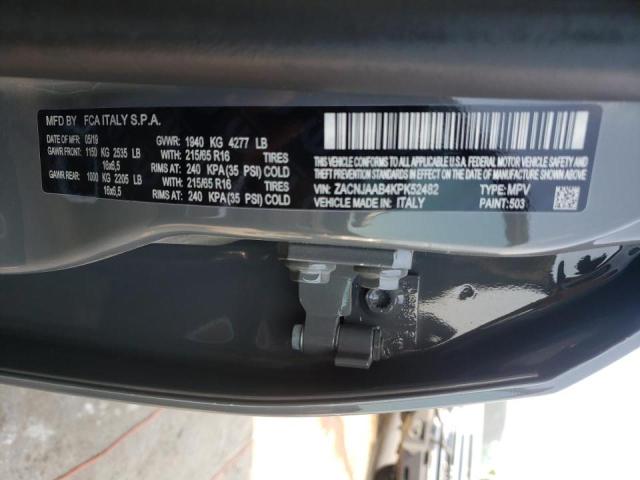 MFD BY FCA ITALY S.P.A.
DATE OF MFR 05/19 GVWR: 1940 KG 4277 LB
GAWR FRONT: 1150 KG 2535 LB WITH TIRES: 215/65 R16
16x6,5 RIMS AT: 240 KPA(35 PSI) COLD
GAWR REAR: 1000 KG 2205 LB WITH TIRES: 215/65 R16
16x6,5 RIMS AT: 240 KPA(35 PSI) COLD
THIS VEHICLE CONFORMS TO ALL APPLICABLE
FEDERAL MOTOR VEHICLE SAFETY, BUMPER,
AND THEFT PREVENTION STANDARDS IN EFFECT ON
THE DATE OF MANUFACTURE SHOWN ABOVE.
VIN: ZACNJAAB4KPK52482 TYPE: MPV
VEHICLE MADE IN: ITALY PAINT: 503